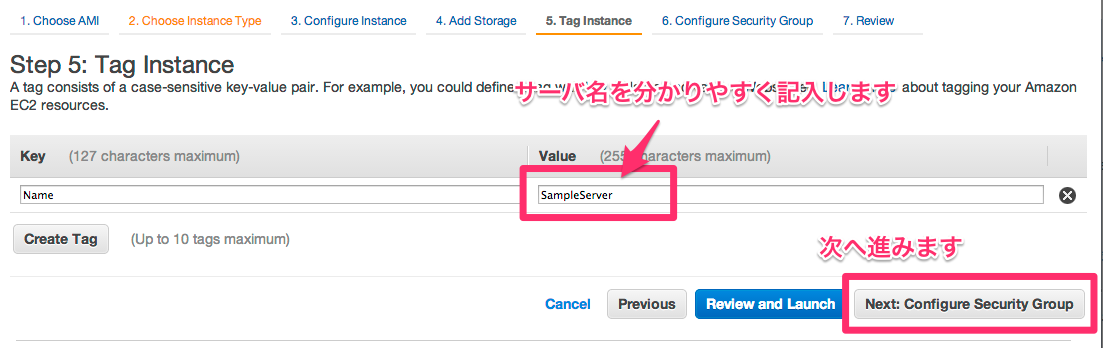 1. Choose AMI 2. Choose Instance Type 3. Configure Instance 4. Add Storage 5. Tag Instance 6. Configure Security Group 7. Review
Step 5: Tag Instance
A tag consists of a case-sensitive key-value pair. For example, you could define about tagging your Amazon
サーバ名を分かりやすく記入します
EC2 resources.
Key (127 characters maximum) Value (255 characters maximum)
Name SampleServer
Create Tag (Up to 10 tags maximum)
次へ進みます
Cancel Previous Review and Launch Next: Configure Security Group